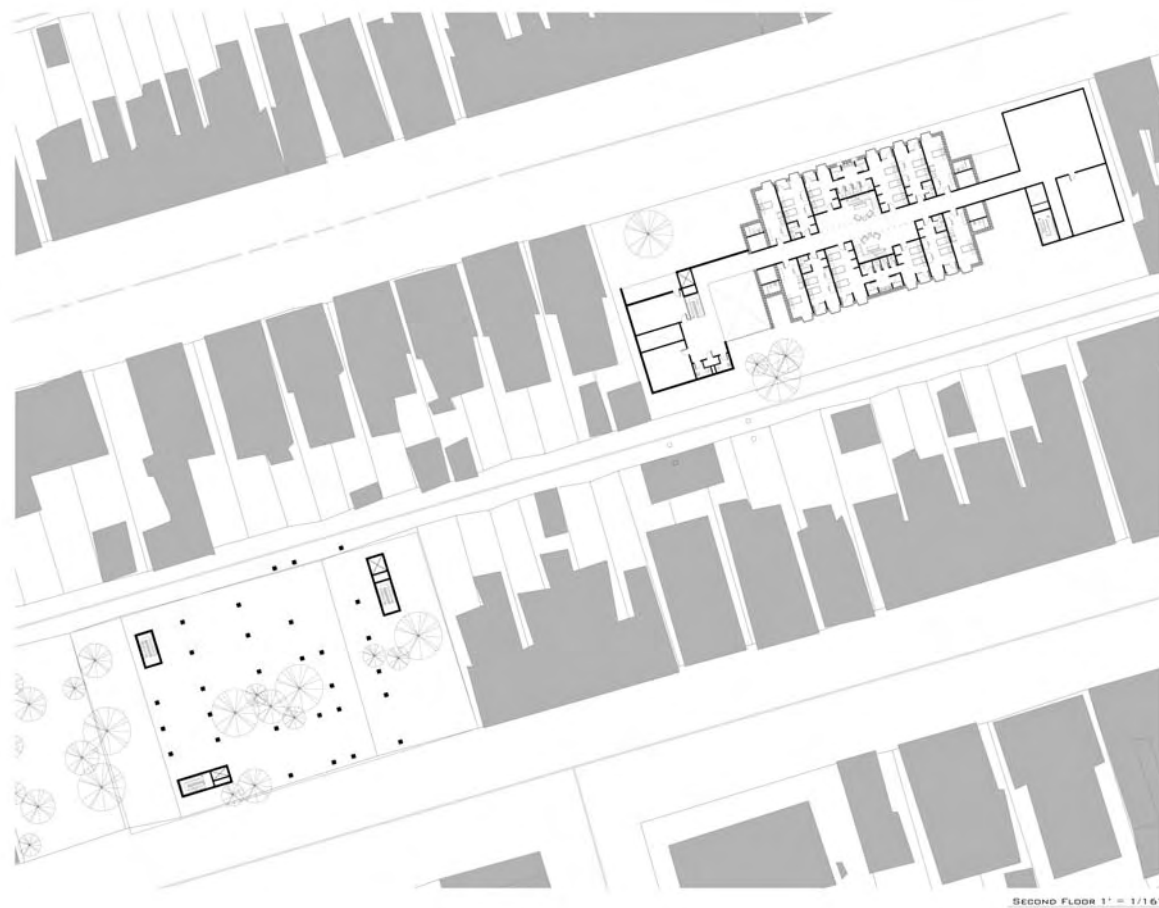 SECOND FLOOR 1' = 1/16"